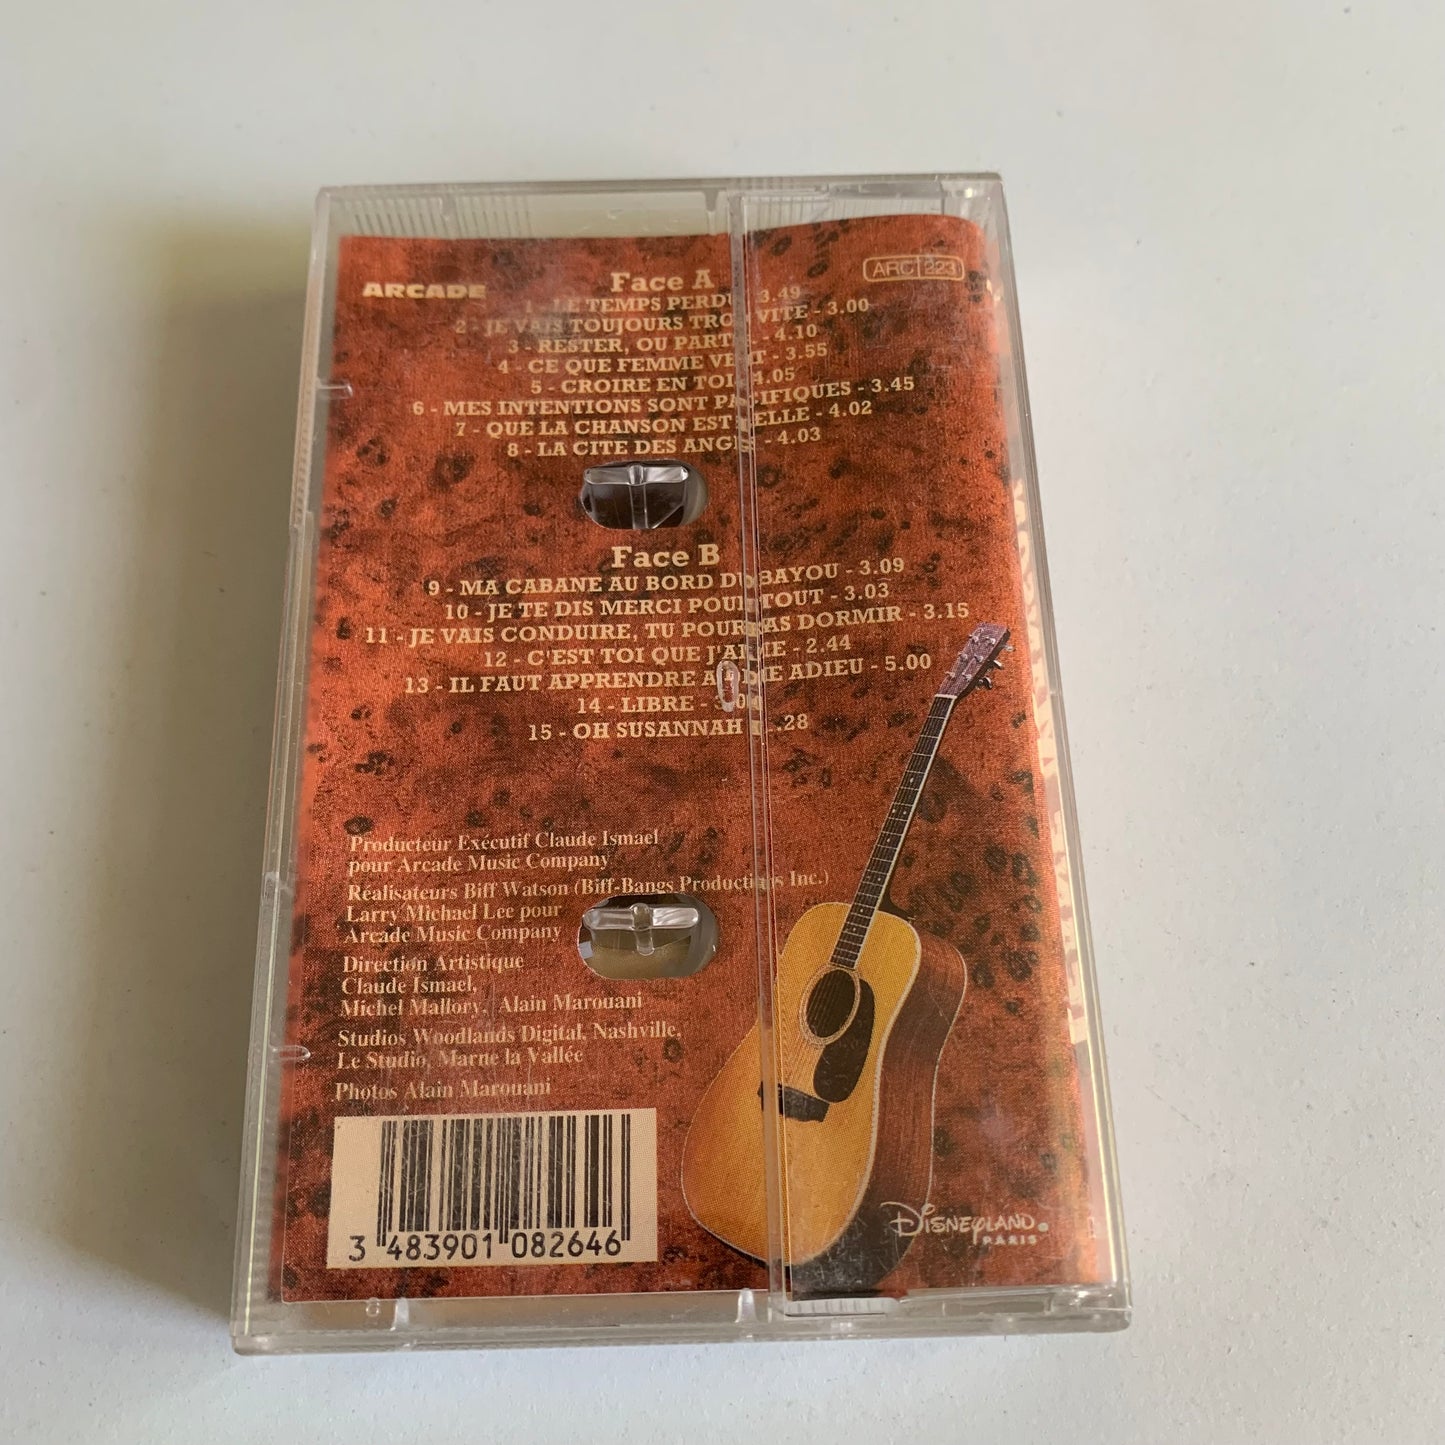 ARCADE
ARC 223
Face A
1 - LE TEMPS PERDU 3.49
2 - JE VAIS TOUJOURS TROP VITE - 3.00
3 - RESTER, OU PARTIR - 4.10
4 - CE QUE FEMME VEUT - 3.55
5 - CROIRE EN TOI 4.05
6 - MES INTENTIONS SONT PACIFIQUES - 3.45
7 - QUE LA CHANSON EST BELLE - 4.02
8 - LA CITE DES ANGES - 4.03
Face B
9 - MA CABANE AU BORD DU BAYOU - 3.09
10 - JE TE DIS MERCI POUR TOUT - 3.03
11 - JE VAIS CONDUIRE, TU POURRAS DORMIR - 3.15
12 - C'EST TOI QUE J'AIME - 2.44
13 - IL FAUT APPRENDRE A DIRE ADIEU - 5.00
14 - LIBRE
15 - OH SUSANNAH
Producteur Exécutif Claude Ismael
pour Arcade Music Company
Réalisateurs Biff Watson (Biff-Bangs Productions Inc.)
Larry Michael Lee pour
Arcade Music Company
Direction Artistique
Claude Ismael,
Michel Mallory, Alain Marouani
Studios Woodlands Digital, Nashville,
Le Studio, Marne la Vallée
Photos Alain Marouani
3 483901 082646
DISNEYLAND.
PARIS